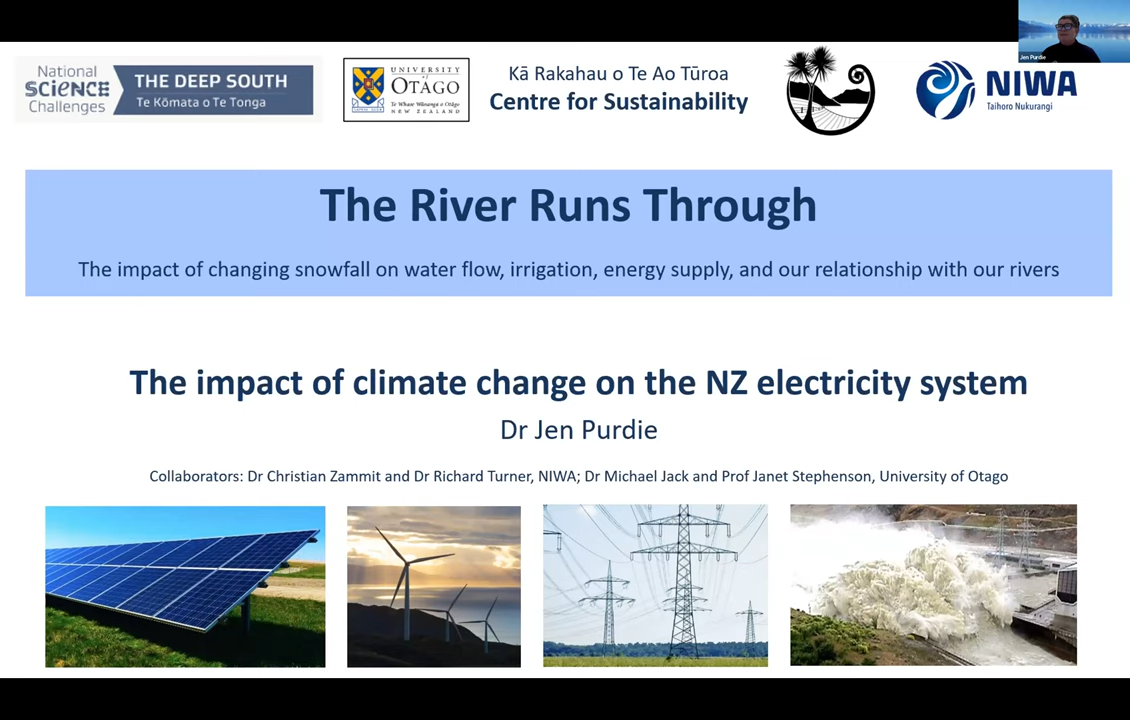 Jen Purdie
National
SCIENCE
Challenges
THE DEEP SOUTH
Te Kōmata o Te Tonga
UNIVERSITY
of
OTAGO
Te Whare Wānanga o Otāgo
NEW ZEALAND
Kā Rakahau o Te Ao Tūroa
Centre for Sustainability
NIWA
Taihoro Nukurangi
The River Runs Through
The impact of changing snowfall on water flow, irrigation, energy supply, and our relationship with our rivers
The impact of climate change on the NZ electricity system
Dr Jen Purdie
Collaborators: Dr Christian Zammit and Dr Richard Turner, NIWA; Dr Michael Jack and Prof Janet Stephenson, University of Otago